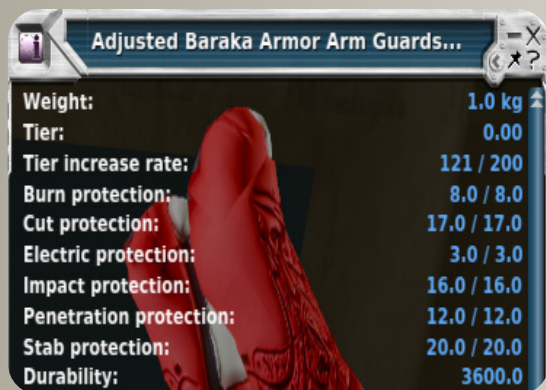 Adjusted Baraka Armor Arm Guards...
Weight: 1.0 kg
Tier: 0.00
Tier increase rate: 121 / 200
Burn protection: 8.0 / 8.0
Cut protection: 17.0 / 17.0
Electric protection: 3.0 / 3.0
Impact protection: 16.0 / 16.0
Penetration protection: 12.0 / 12.0
Stab protection: 20.0 / 20.0
Durability: 3600.0